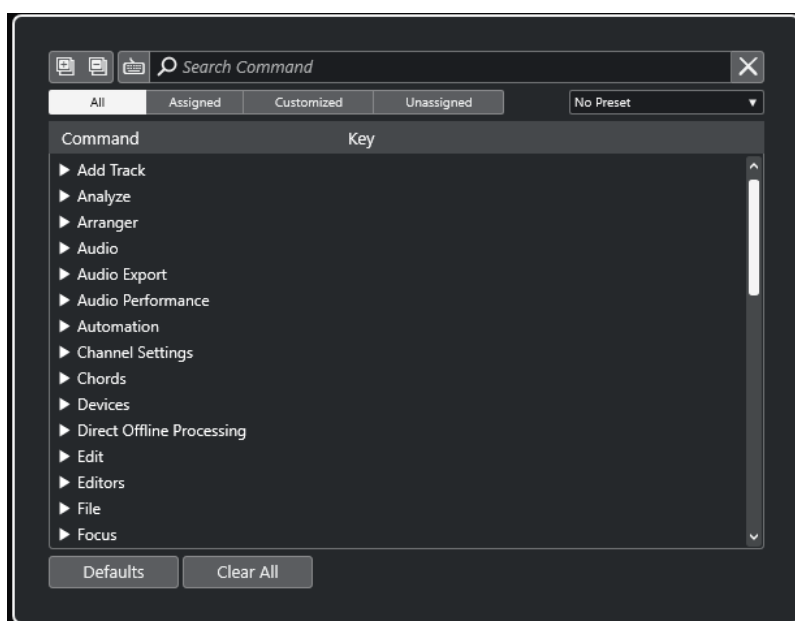 Search Command
All Assigned Customized Unassigned No Preset
Command Key
Add Track
Analyze
Arranger
Audio
Audio Export
Audio Performance
Automation
Channel Settings
Chords
Devices
Direct Offline Processing
Edit
Editors
File
Focus
Defaults Clear All